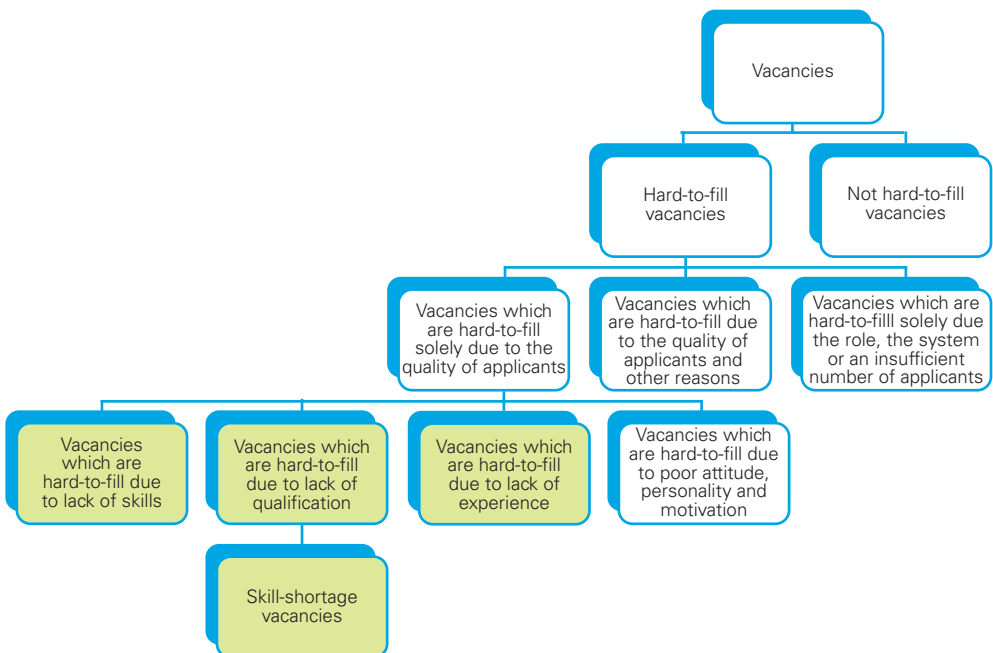 Vacancies
Hard-to-fill
vacancies
Not hard-to-fill
vacancies
Vacancies which
are hard-to-fill
solely due to the
quality of applicants
Vacancies which
are hard-to-fill due
to the quality of
applicants and
other reasons
Vacancies which are
hard-to-filll solely due
the role, the system
or an insufficient
number of applicants
Vacancies
which are
hard-to-fill due
to lack of skills
Vacancies which
are hard-to-fill
due to lack of
qualification
Vacancies which
are hard-to-fill
due to lack of
experience
Vacancies which
are hard-to-fill due
to poor attitude,
personality and
motivation
Skill-shortage
vacancies